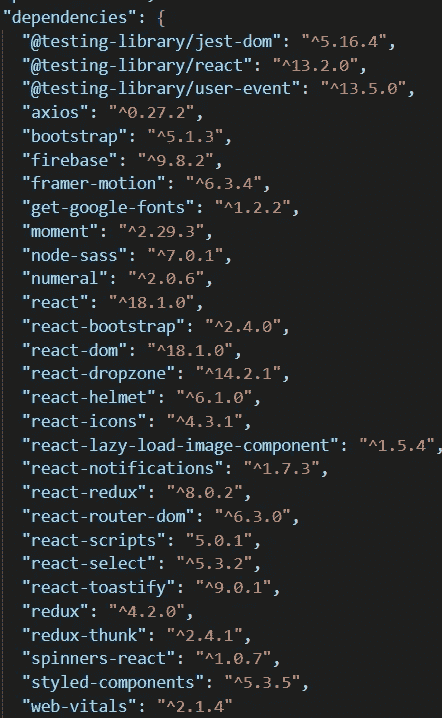 "dependencies": {
"@testing-library/jest-dom": "^5.16.4",
"@testing-library/react": "^13.2.0",
"@testing-library/user-event": "^13.5.0",
"axios": "^0.27.2",
"bootstrap": "^5.1.3",
"firebase": "^9.8.2",
"framer-motion": "^6.3.4",
"get-google-fonts": "^1.2.2",
"moment": "^2.29.3",
"node-sass": "^7.0.1",
"numeral": "^2.0.6",
"react": "^18.1.0",
"react-bootstrap": "^2.4.0",
"react-dom": "^18.1.0",
"react-dropzone": "^14.2.1",
"react-helmet": "^6.1.0",
"react-icons": "^4.3.1",
"react-lazy-load-image-component": "^1.5.4",
"react-notifications": "^1.7.3",
"react-redux": "^8.0.2",
"react-router-dom": "^6.3.0",
"react-scripts": "5.0.1",
"react-select": "^5.3.2",
"react-toastify": "^9.0.1",
"redux": "^4.2.0",
"redux-thunk": "^2.4.1",
"spinners-react": "^1.0.7",
"styled-components": "^5.3.5",
"web-vitals": "^2.1.4"